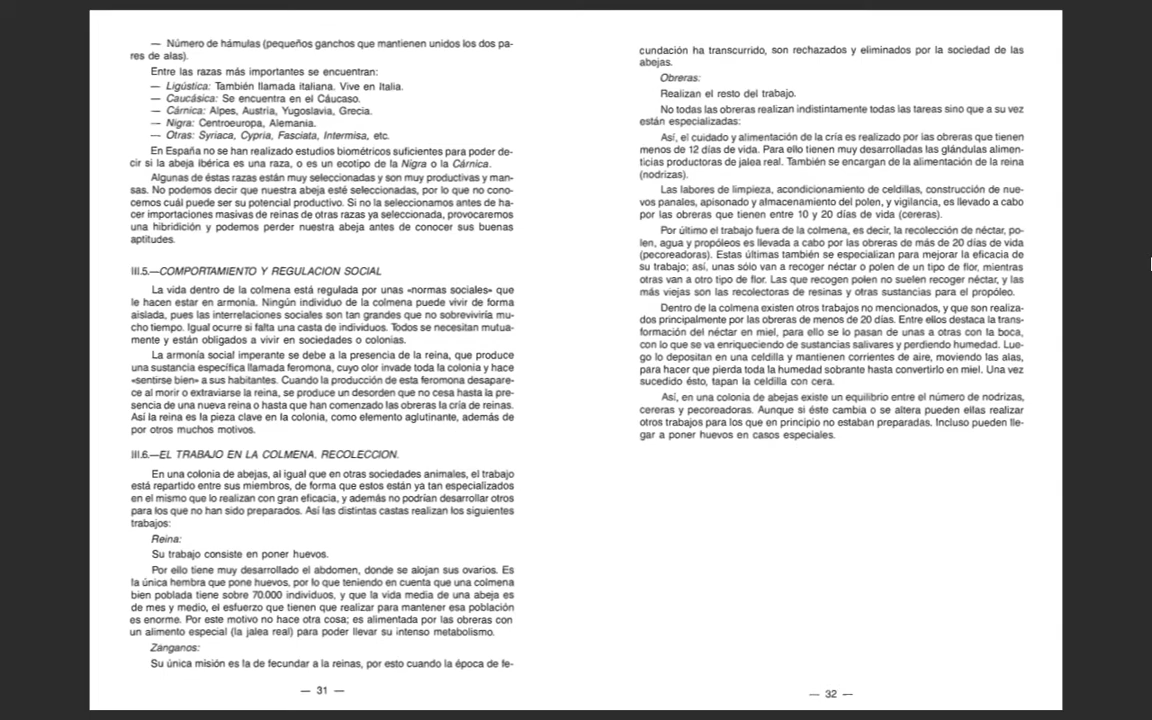 — Número de hámulas (pequeños ganchos que mantienen unidos los dos pa-
res de alas).
Entre las razas más importantes se encuentran:
— Ligústica: También llamada italiana. Vive en Italia.
— Caucásica: Se encuentra en el Cáucaso.
— Cárnica: Alpes, Austria, Yugoslavia, Grecia.
— Nigra: Centroeuropa, Alemania.
— Otras: Syriaca, Cypria, Fasciata, Intermisa, etc.
En España no se han realizado estudios biométricos suficientes para poder de-
cir si la abeja ibérica es una raza, o es un ecotipo de la Nigra o la Cárnica.
Algunas de éstas razas están muy seleccionadas y son muy productivas y man-
sas. No podemos decir que nuestra abeja esté seleccionadas, por lo que no cono-
cemos cuál puede ser su potencial productivo. Si no la seleccionamos antes de ha-
cer importaciones masivas de reinas de otras razas ya seleccionada, provocaremos
una hibridición y podemos perder nuestra abeja antes de conocer sus buenas
aptitudes.
III.5.—COMPORTAMIENTO Y REGULACION SOCIAL
La vida dentro de la colmena está regulada por unas «normas sociales» que
le hacen estar en armonía. Ningún individuo de la colmena puede vivir de forma
aislada, pues las interrelaciones sociales son tan grandes que no sobreviviría mu-
cho tiempo. Igual ocurre si falta una casta de individuos. Todos se necesitan mutua-
mente y están obligados a vivir en sociedades o colonias.
La armonía social imperante se debe a la presencia de la reina, que produce
una sustancia específica llamada feromona, cuyo olor invade toda la colonia y hace
«sentirse bien» a sus habitantes. Cuando la producción de esta feromona desapare-
ce al morir o extraviarse la reina, se produce un desorden que no cesa hasta la pre-
sencia de una nueva reina o hasta que han comenzado las obreras la cría de reinas.
Así la reina es la pieza clave en la colonia, como elemento aglutinante, además de
por otros muchos motivos.
III.6.—EL TRABAJO EN LA COLMENA. RECOLECCION.
En una colonia de abejas, al igual que en otras sociedades animales, el trabajo
está repartido entre sus miembros, de forma que estos están ya tan especializados
en el mismo que lo realizan con gran eficacia, y además no podrían desarrollar otros
para los que no han sido preparados. Así las distintas castas realizan los siguientes
trabajos:
Reina:
Su trabajo consiste en poner huevos.
Por ello tiene muy desarrollado el abdomen, donde se alojan sus ovarios. Es
la única hembra que pone huevos, por lo que teniendo en cuenta que una colmena
bien poblada tiene sobre 70.000 individuos, y que la vida media de una abeja es
de mes y medio, el esfuerzo que tienen que realizar para mantener esa población
es enorme. Por este motivo no hace otra cosa; es alimentada por las obreras con
un alimento especial (la jalea real) para poder llevar su intenso metabolismo.
Zánganos:
Su única misión es la de fecundar a la reinas, por esto cuando la época de fe-
— 31 —
cundación ha transcurrido, son rechazados y eliminados por la sociedad de las
abejas.
Obreras:
Realizan el resto del trabajo.
No todas las obreras realizan indistintamente todas las tareas sino que a su vez
están especializadas:
Así, el cuidado y alimentación de la cría es realizado por las obreras que tienen
menos de 12 días de vida. Para ello tienen muy desarrolladas las glándulas alimen-
ticias productoras de jalea real. También se encargan de la alimentación de la reina
(nodrizas).
Las labores de limpieza, acondicionamiento de celdillas, construcción de nue-
vos panales, apisonado y almacenamiento del polen, y vigilancia, es llevado a cabo
por las obreras que tienen entre 10 y 20 días de vida (cereras).
Por último el trabajo fuera de la colmena, es decir, la recolección de néctar, po-
len, agua y propóleos es llevada a cabo por las obreras de más de 20 días de vida
(pecoreadoras). Estas últimas también se especializan para mejorar la eficacia de
su trabajo; así, unas sólo van a recoger néctar o polen de un tipo de flor, mientras
otras van a otro tipo de flor. Las que recogen polen no suelen recoger néctar, y las
más viejas son las recolectoras de resinas y otras sustancias para el propóleo.
Dentro de la colmena existen otros trabajos no mencionados, y que son realiza-
dos principalmente por las obreras de menos de 20 días. Entre ellos destaca la trans-
formación del néctar en miel, para ello se lo pasan de unas a otras con la boca,
con lo que se va enriqueciendo de sustancias salivares y perdiendo humedad. Lue-
go lo depositan en una celdilla y mantienen corrientes de aire, moviendo las alas,
para hacer que pierda toda la humedad sobrante hasta convertirlo en miel. Una vez
sucedido ésto, tapan la celdilla con cera.
Así, en una colonia de abejas existe un equilibrio entre el número de nodrizas,
cereras y pecoreadoras. Aunque si éste cambia o se altera pueden ellas realizar
otros trabajos para los que en principio no estaban preparadas. Incluso pueden lle-
gar a poner huevos en casos especiales.
— 32 —